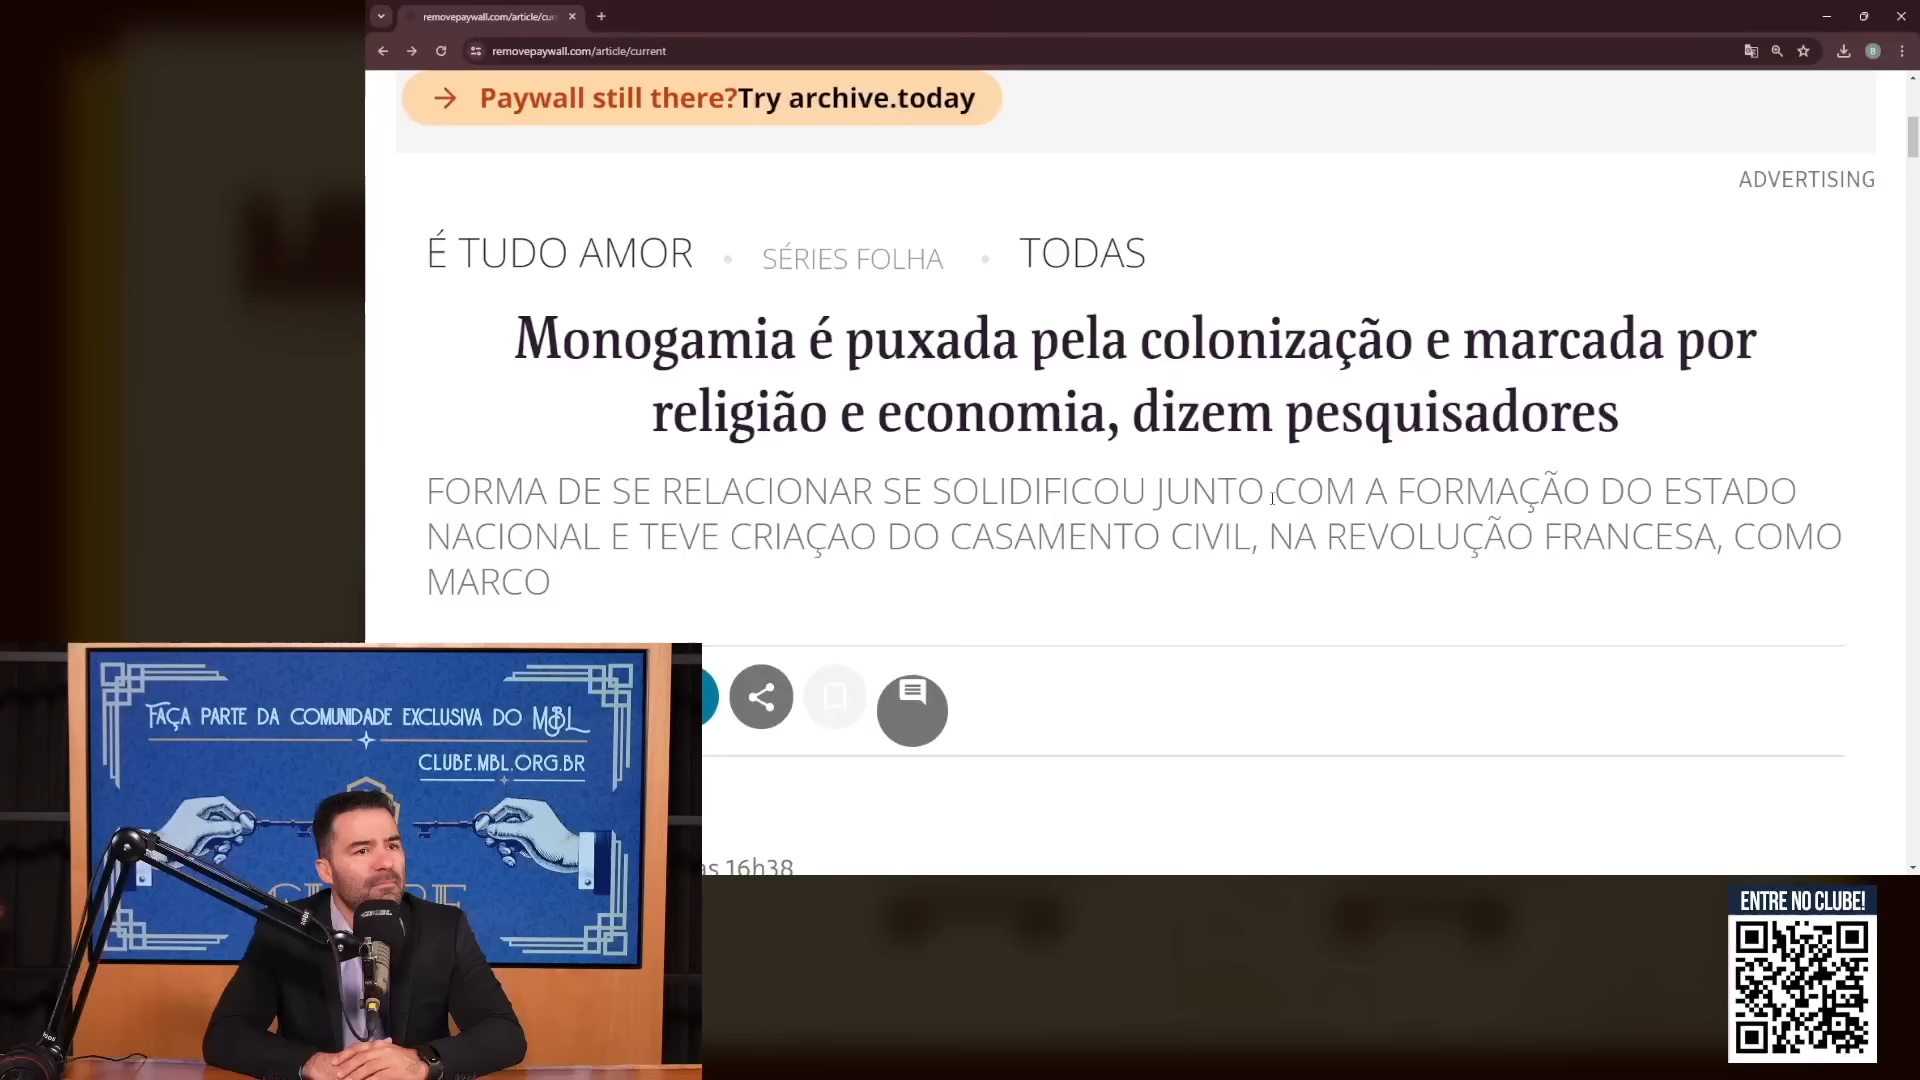 removepaywall.com/article/cur
removepaywall.com/article/current
B
Paywall still there?Try archive.today
ADVERTISING
É TUDO AMOR • SÉRIES FOLHA • TODAS
Monogamia é puxada pela colonização e marcada por
religião e economia, dizem pesquisadores
FORMA DE SE RELACIONAR SE SOLIDIFICOU JUNTO COM A FORMAÇÃO DO ESTADO
NACIONAL E TEVE CRIAÇAO DO CASAMENTO CIVIL, NA REVOLUÇÃO FRANCESA, COMO
MARCO
às 16h38
FAÇA PARTE DA COMUNIDADE EXCLUSIVA DO MBL
CLUBE.MBL.ORG.BR
ENTRE NO CLUBE!